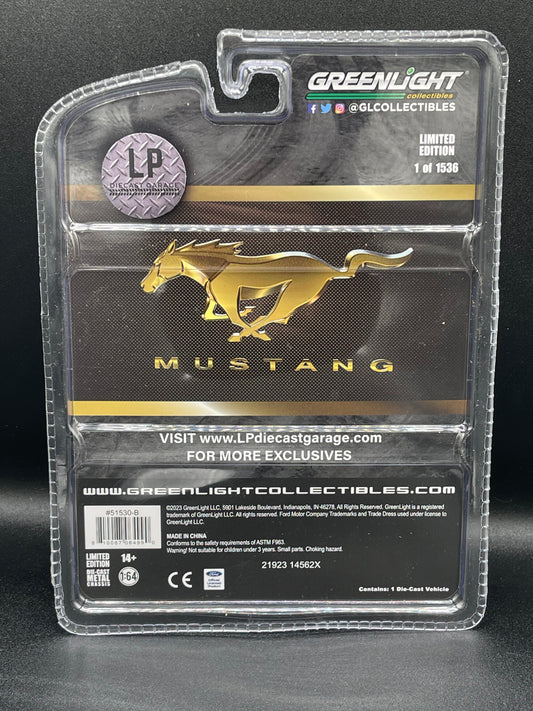 GREENLIGHT
collectibles
@GLCOLLECTIBLES
LP
DIECAST GARAGE
LIMITED
EDITION
1 of 1536
MUSTANG
VISIT www.LPdiecastgarage.com
FOR MORE EXCLUSIVES
www.GREENLIGHTCOLLECTIBLES.com
#51530-B
©2023 GreenLight LLC, 5901 Lakeside Boulevard, Indianapolis, IN 46278, All Rights Reserved. GreenLight is a registered
trademark of GreenLight LLC. All rights reserved. Ford Motor Company Trademarks and Trade Dress used under license to
GreenLight LLC.
MADE IN CHINA
Conforms to the safety requirements of ASTM F963.
Warning! Not suitable for children under 3 years. Small parts. Choking hazard.
LIMITED
EDITION
14+
DIE-CAST
METAL
CHASSIS
1:64
CE
Ford
Official
Licensed
Product
21923 14562X
Contains: 1 Die-Cast Vehicle